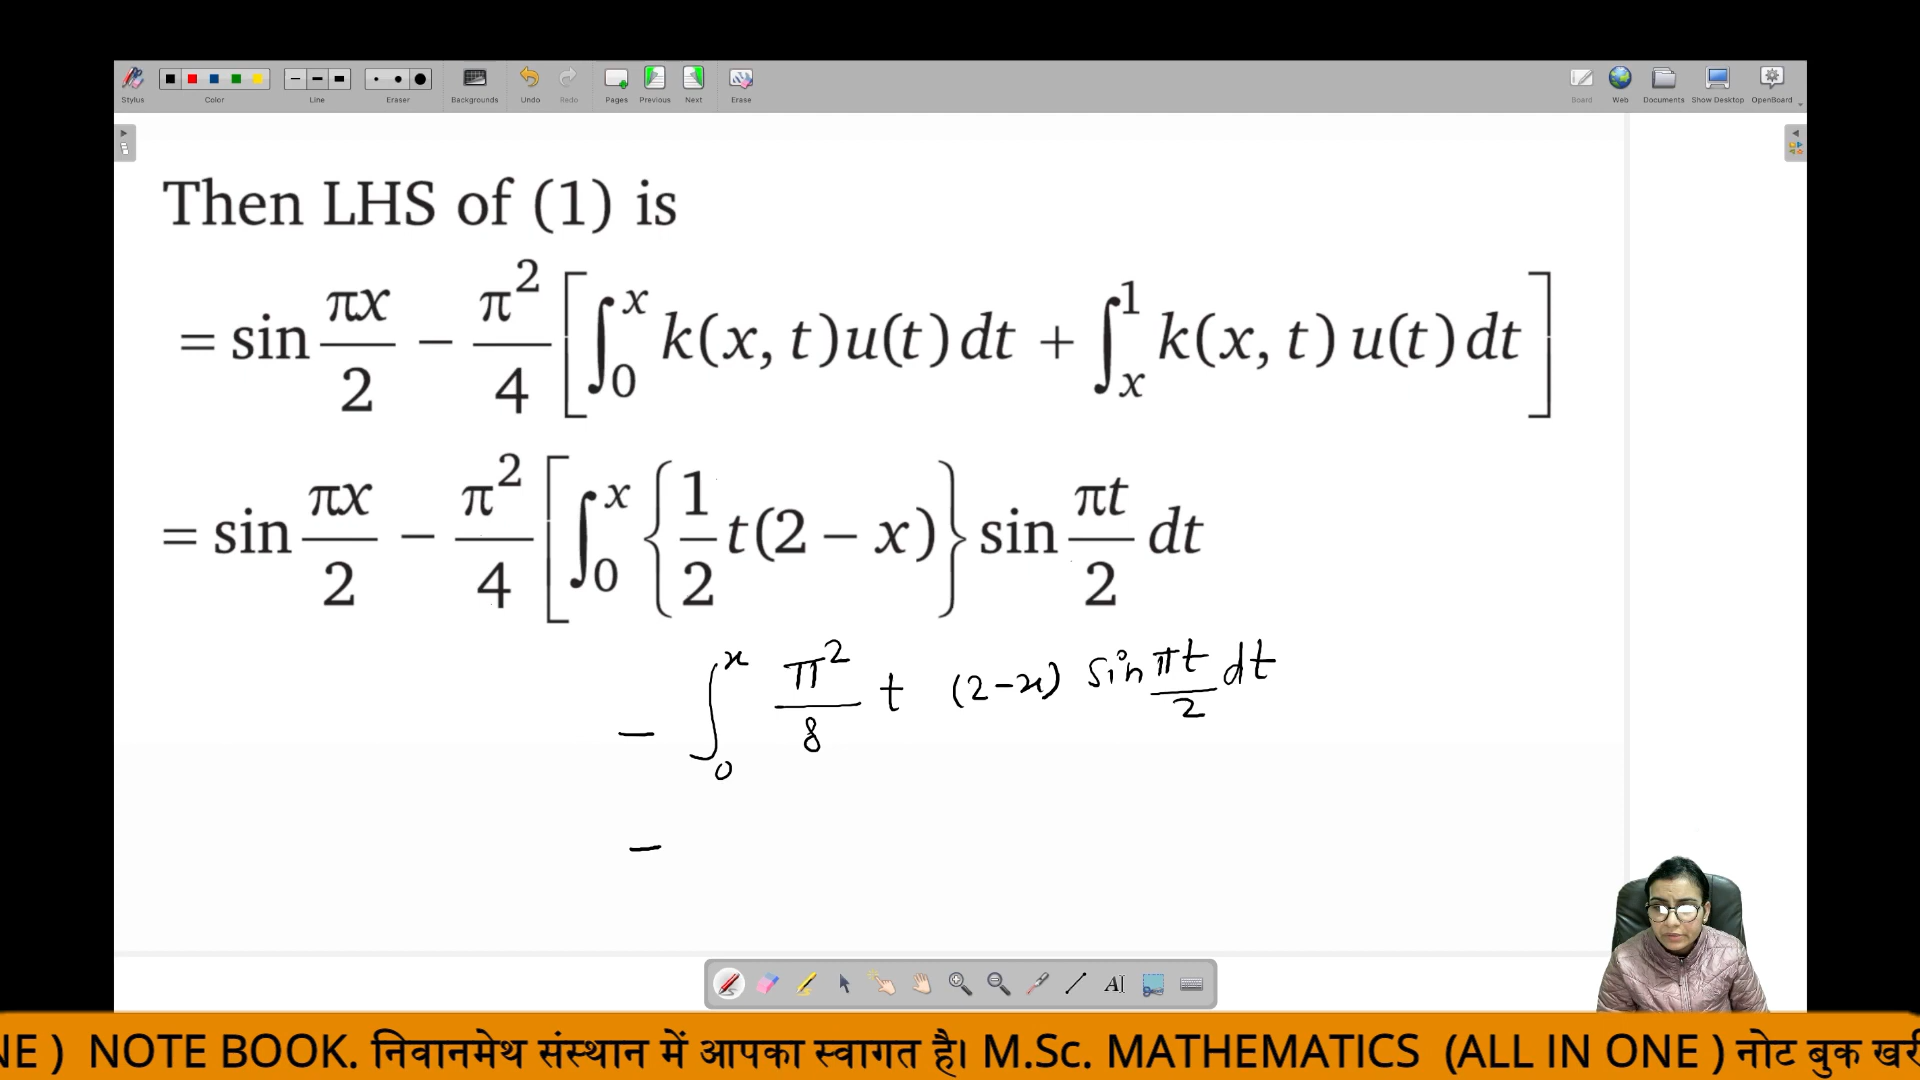 Stylus Color Line Eraser Backgrounds Undo Redo Pages Previous Next Erase Board Web Documents Show Desktop OpenBoard
Then LHS of (1) is
= sin πx/2 − π²/4 [∫₀ˣ k(x, t)u(t) dt + ∫ₓ¹ k(x, t) u(t) dt]
= sin πx/2 − π²/4 [∫₀ˣ {1/2 t(2 − x)} sin πt/2 dt
− ∫₀ˣ π²/8 t (2−x) sin πt/2 dt
−
NE ) NOTE BOOK. निवानमेथ संस्थान में आपका स्वागत है। M.Sc. MATHEMATICS (ALL IN ONE ) नोट बुक खरी